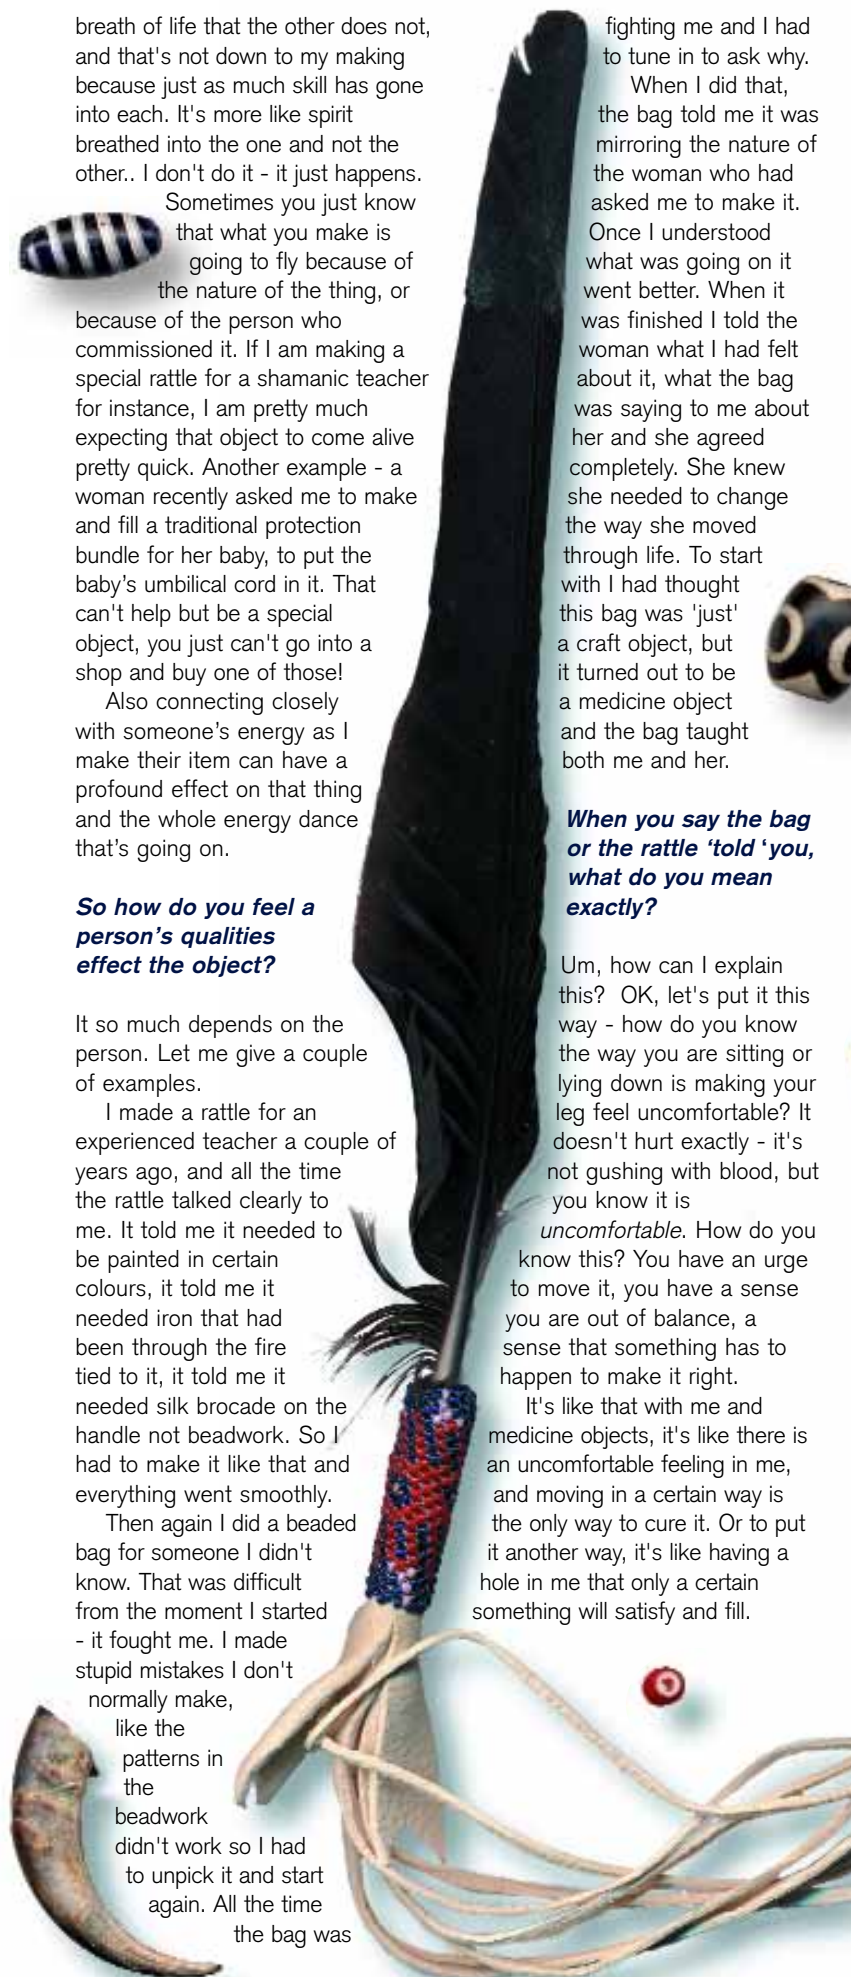 breath of life that the other does not,
and that's not down to my making
because just as much skill has gone
into each. It's more like spirit
breathed into the one and not the
other.. I don't do it - it just happens.
Sometimes you just know
that what you make is
going to fly because of
the nature of the thing, or
because of the person who
commissioned it. If I am making a
special rattle for a shamanic teacher
for instance, I am pretty much
expecting that object to come alive
pretty quick. Another example - a
woman recently asked me to make
and fill a traditional protection
bundle for her baby, to put the
baby’s umbilical cord in it. That
can't help but be a special
object, you just can't go into a
shop and buy one of those!
Also connecting closely
with someone’s energy as I
make their item can have a
profound effect on that thing
and the whole energy dance
that’s going on.
So how do you feel a
person’s qualities
effect the object?
It so much depends on the
person. Let me give a couple
of examples.
I made a rattle for an
experienced teacher a couple of
years ago, and all the time
the rattle talked clearly to
me. It told me it needed to
be painted in certain
colours, it told me it
needed iron that had
been through the fire
tied to it, it told me it
needed silk brocade on the
handle not beadwork. So I
had to make it like that and
everything went smoothly.
Then again I did a beaded
bag for someone I didn't
know. That was difficult
from the moment I started
- it fought me. I made
stupid mistakes I don't
normally make,
like the
patterns in
the
beadwork
didn't work so I had
to unpick it and start
again. All the time
the bag was
fighting me and I had
to tune in to ask why.
When I did that,
the bag told me it was
mirroring the nature of
the woman who had
asked me to make it.
Once I understood
what was going on it
went better. When it
was finished I told the
woman what I had felt
about it, what the bag
was saying to me about
her and she agreed
completely. She knew
she needed to change
the way she moved
through life. To start
with I had thought
this bag was 'just'
a craft object, but
it turned out to be
a medicine object
and the bag taught
both me and her.
When you say the bag
or the rattle ‘told ‘you,
what do you mean
exactly?
Um, how can I explain
this?  OK, let's put it this
way - how do you know
the way you are sitting or
lying down is making your
leg feel uncomfortable? It
doesn't hurt exactly - it's
not gushing with blood, but
you know it is
uncomfortable. How do you
know this? You have an urge
to move it, you have a sense
you are out of balance, a
sense that something has to
happen to make it right.
It's like that with me and
medicine objects, it's like there is
an uncomfortable feeling in me,
and moving in a certain way is
the only way to cure it. Or to put
it another way, it's like having a
hole in me that only a certain
something will satisfy and fill.